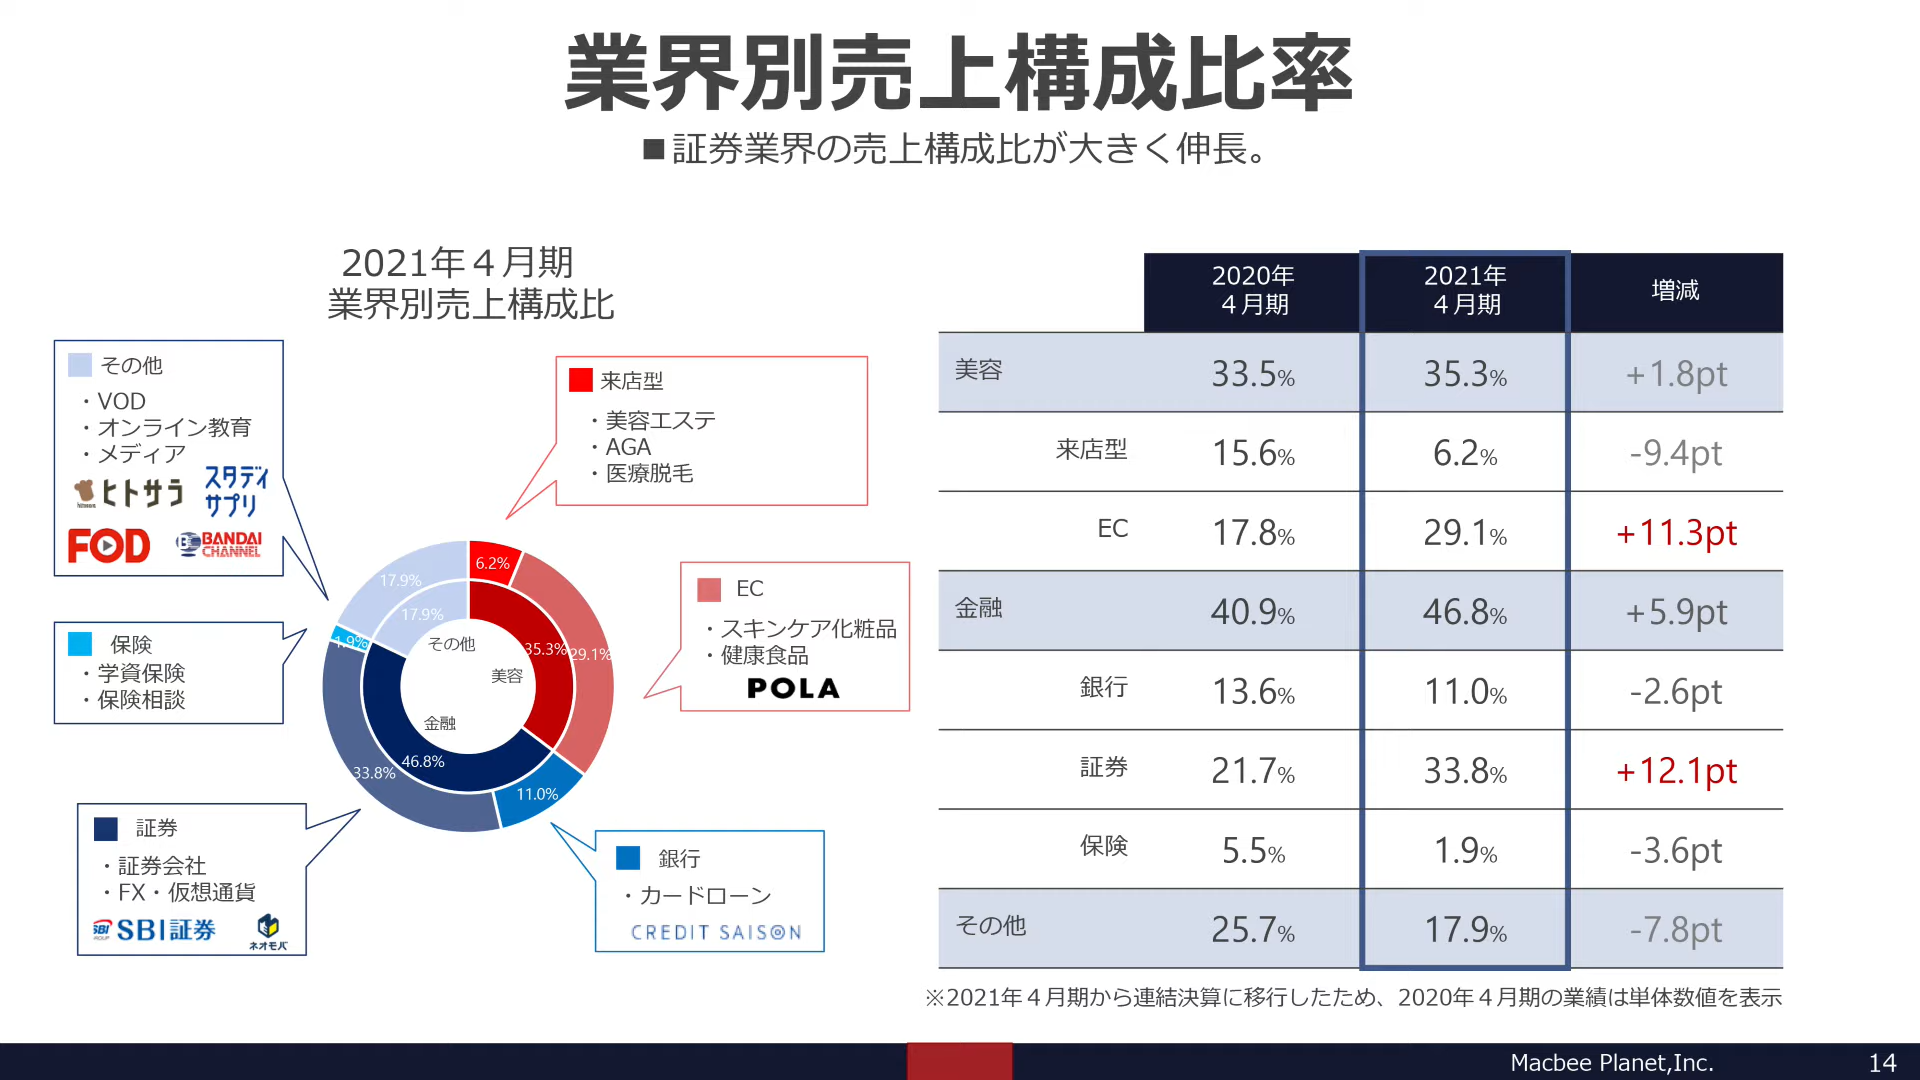 業界別売上構成比率
■証券業界の売上構成比が大きく伸長。
2021年４月期
業界別売上構成比
その他
・VOD
・オンライン教育
・メディア
ヒトサラ
スタディ
サプリ
FOD
BANDAI
CHANNEL
来店型
・美容エステ
・AGA
・医療脱毛
EC
・スキンケア化粧品
・健康食品
POLA
保険
・学資保険
・保険相談
証券
・証券会社
・FX・仮想通貨
SBI証券
ネオモバ
銀行
・カードローン
CREDIT SAISON
6.2%
17.9%
17.9%
その他
35.3%
29.1%
1.9%
美容
金融
46.8%
33.8%
11.0%
2020年 2021年 増減
４月期 ４月期
美容 33.5% 35.3% +1.8pt
来店型 15.6% 6.2% -9.4pt
EC 17.8% 29.1% +11.3pt
金融 40.9% 46.8% +5.9pt
銀行 13.6% 11.0% -2.6pt
証券 21.7% 33.8% +12.1pt
保険 5.5% 1.9% -3.6pt
その他 25.7% 17.9% -7.8pt
※2021年４月期から連結決算に移行したため、2020年４月期の業績は単体数値を表示
Macbee Planet,Inc. 14